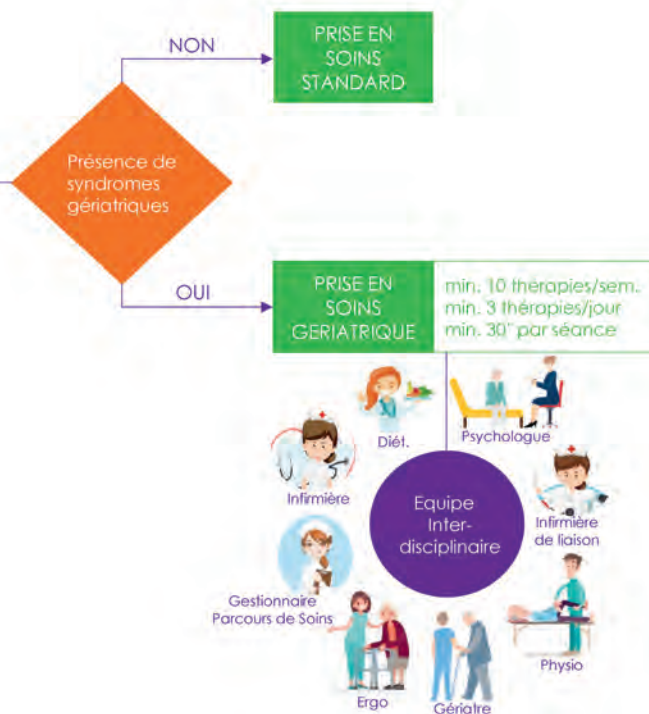 NON
PRISE EN
SOINS
STANDARD
Présence de
syndromes
gériatriques
OUI
PRISE EN
SOINS
GERIATRIQUE
min. 10 thérapies/sem.
min. 3 thérapies/jour
min. 30" par séance
Diét.
Psychologue
Infirmière
Equipe
Inter-
disciplinaire
Infirmière
de liaison
Gestionnaire
Parcours de Soins
Physio
Ergo
Gériatre